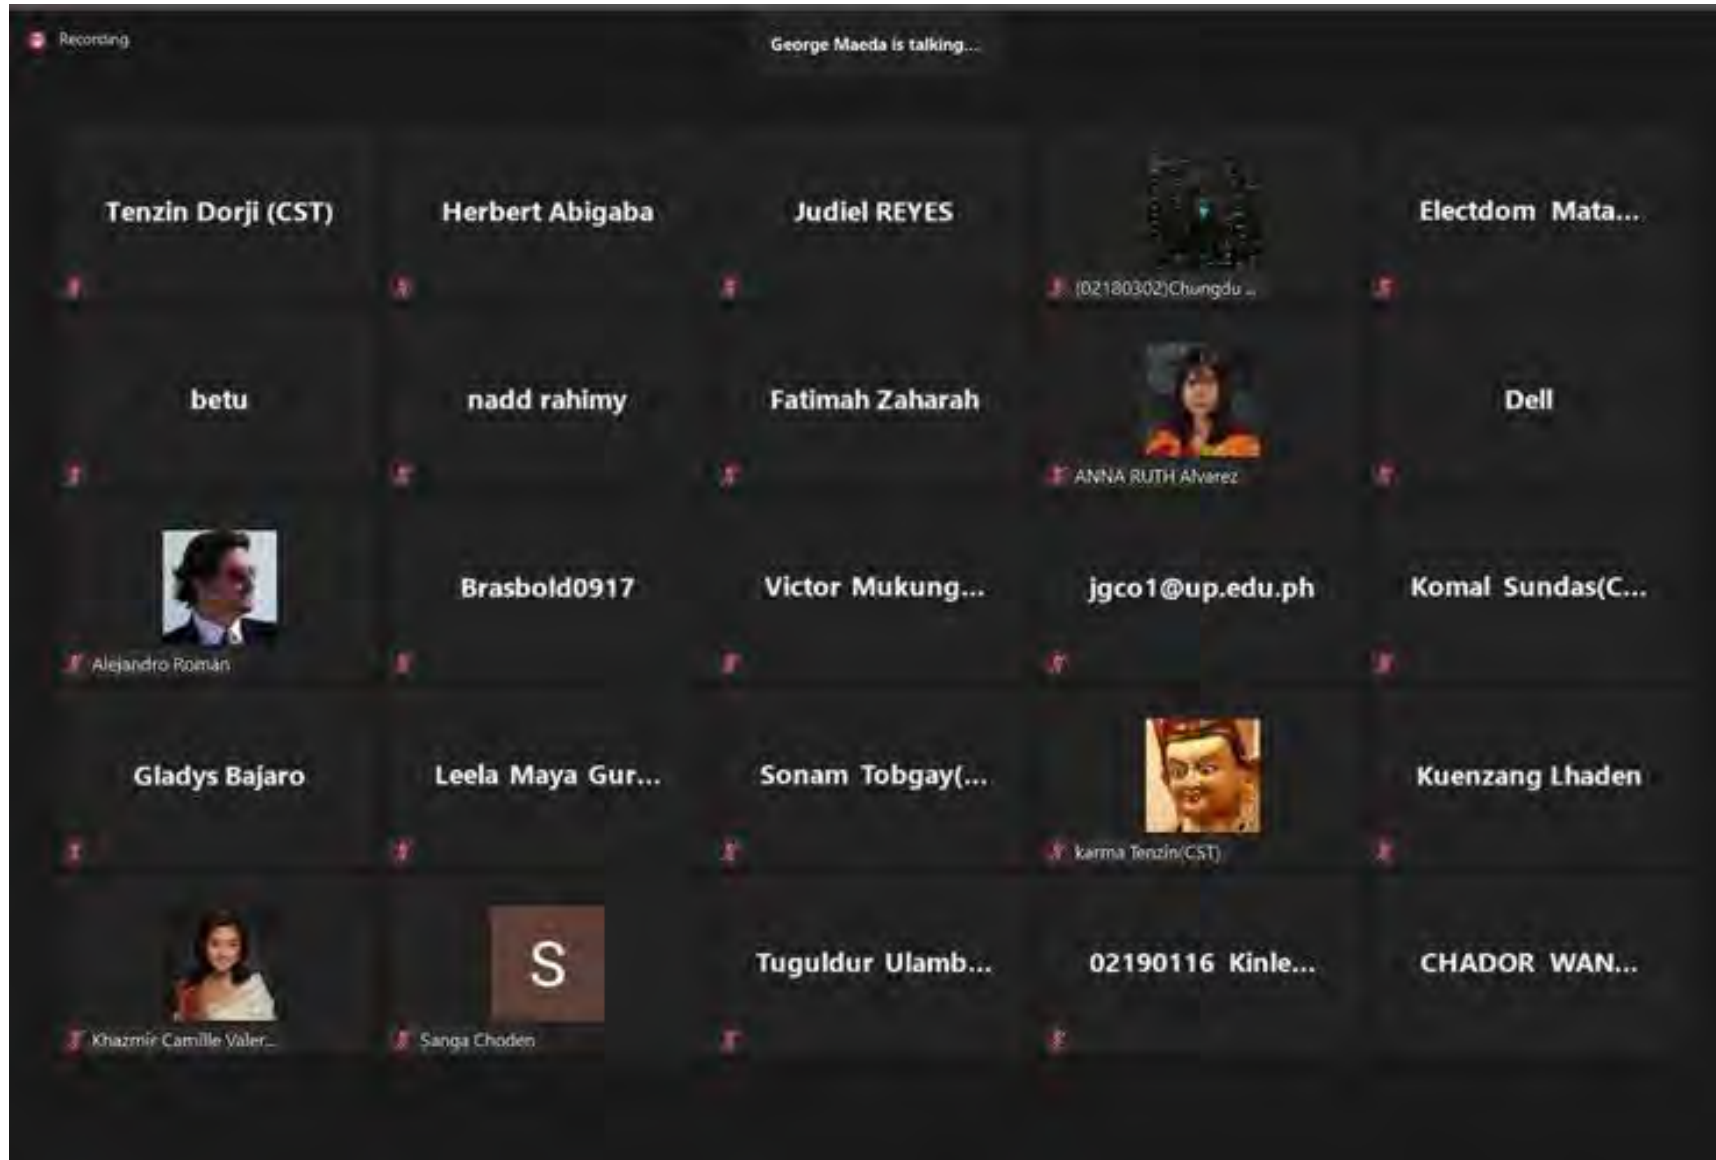 Recording
George Maeda is talking...
Tenzin Dorji (CST)
Herbert Abigaba
Judiel REYES
(02180302)Chungdu ...
Electdom Mata...
betu
nadd rahimy
Fatimah Zaharah
ANNA RUTH Alvarez
Dell
Alejandro Román
Brasbold0917
Victor Mukung...
jgco1@up.edu.ph
Komal Sundas(C...
Gladys Bajaro
Leela Maya Gur...
Sonam Tobgay(...
karma Tenzin(CST)
Kuenzang Lhaden
Khazmir Camille Valer...
S
Sanga Choden
Tuguldur Ulamb...
02190116 Kinle...
CHADOR WAN...